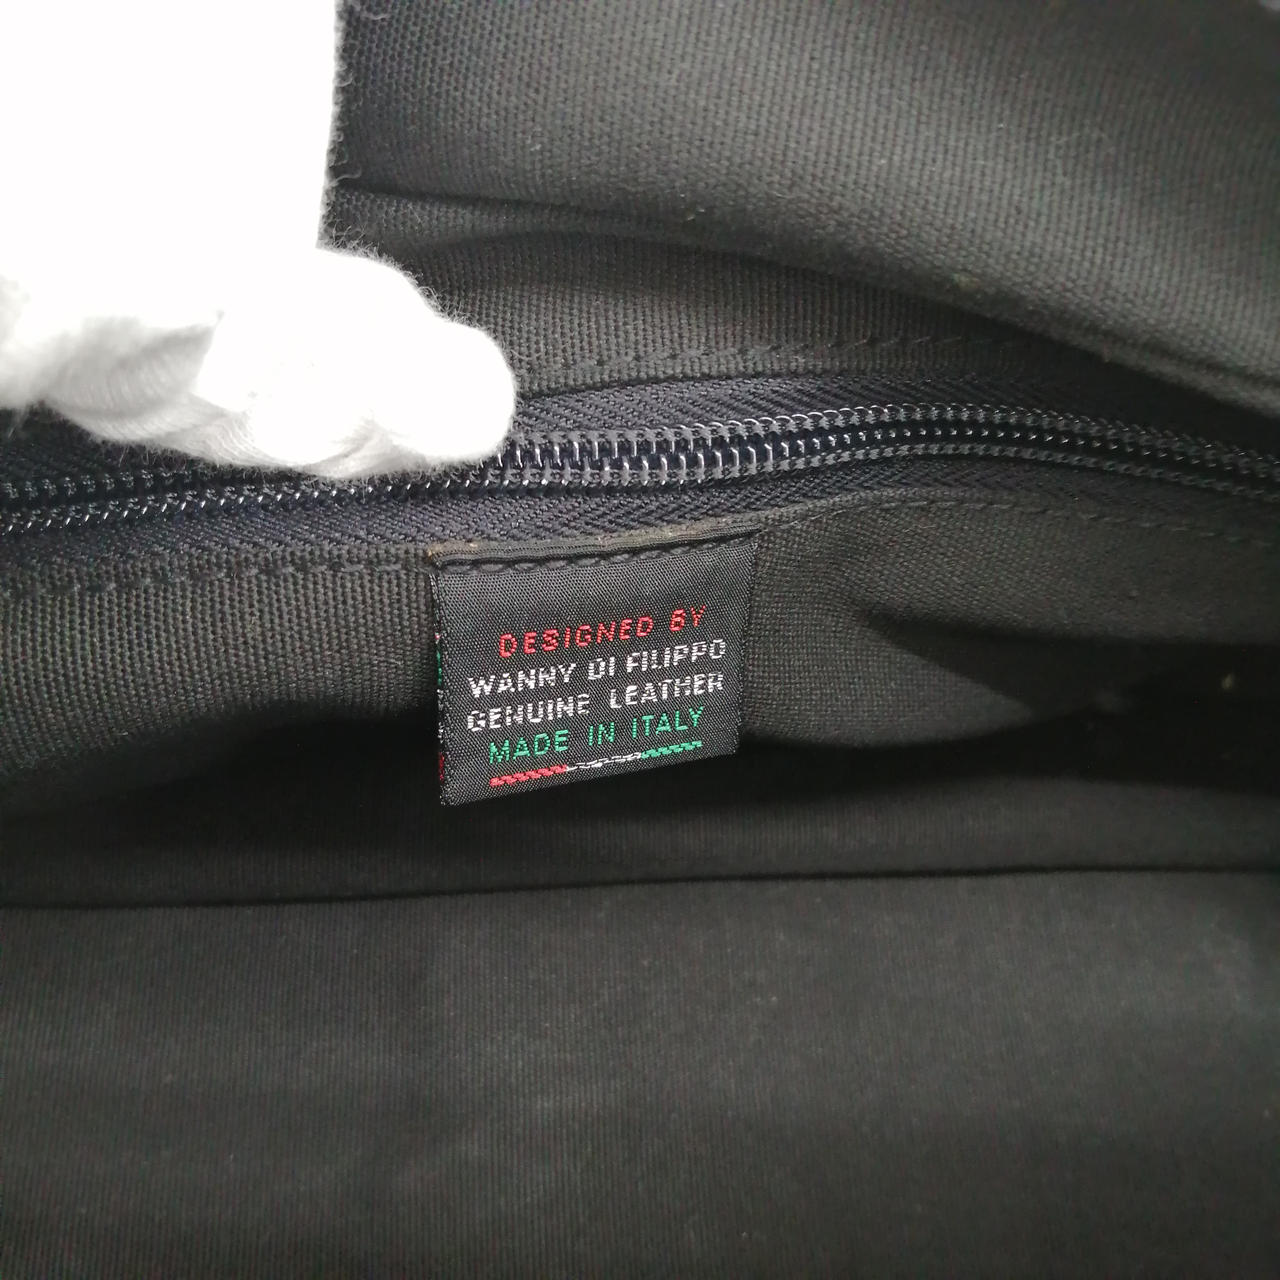 DESIGNED BY
WANNY DI FILIPPO
GENUINE LEATHER
MADE IN ITALY